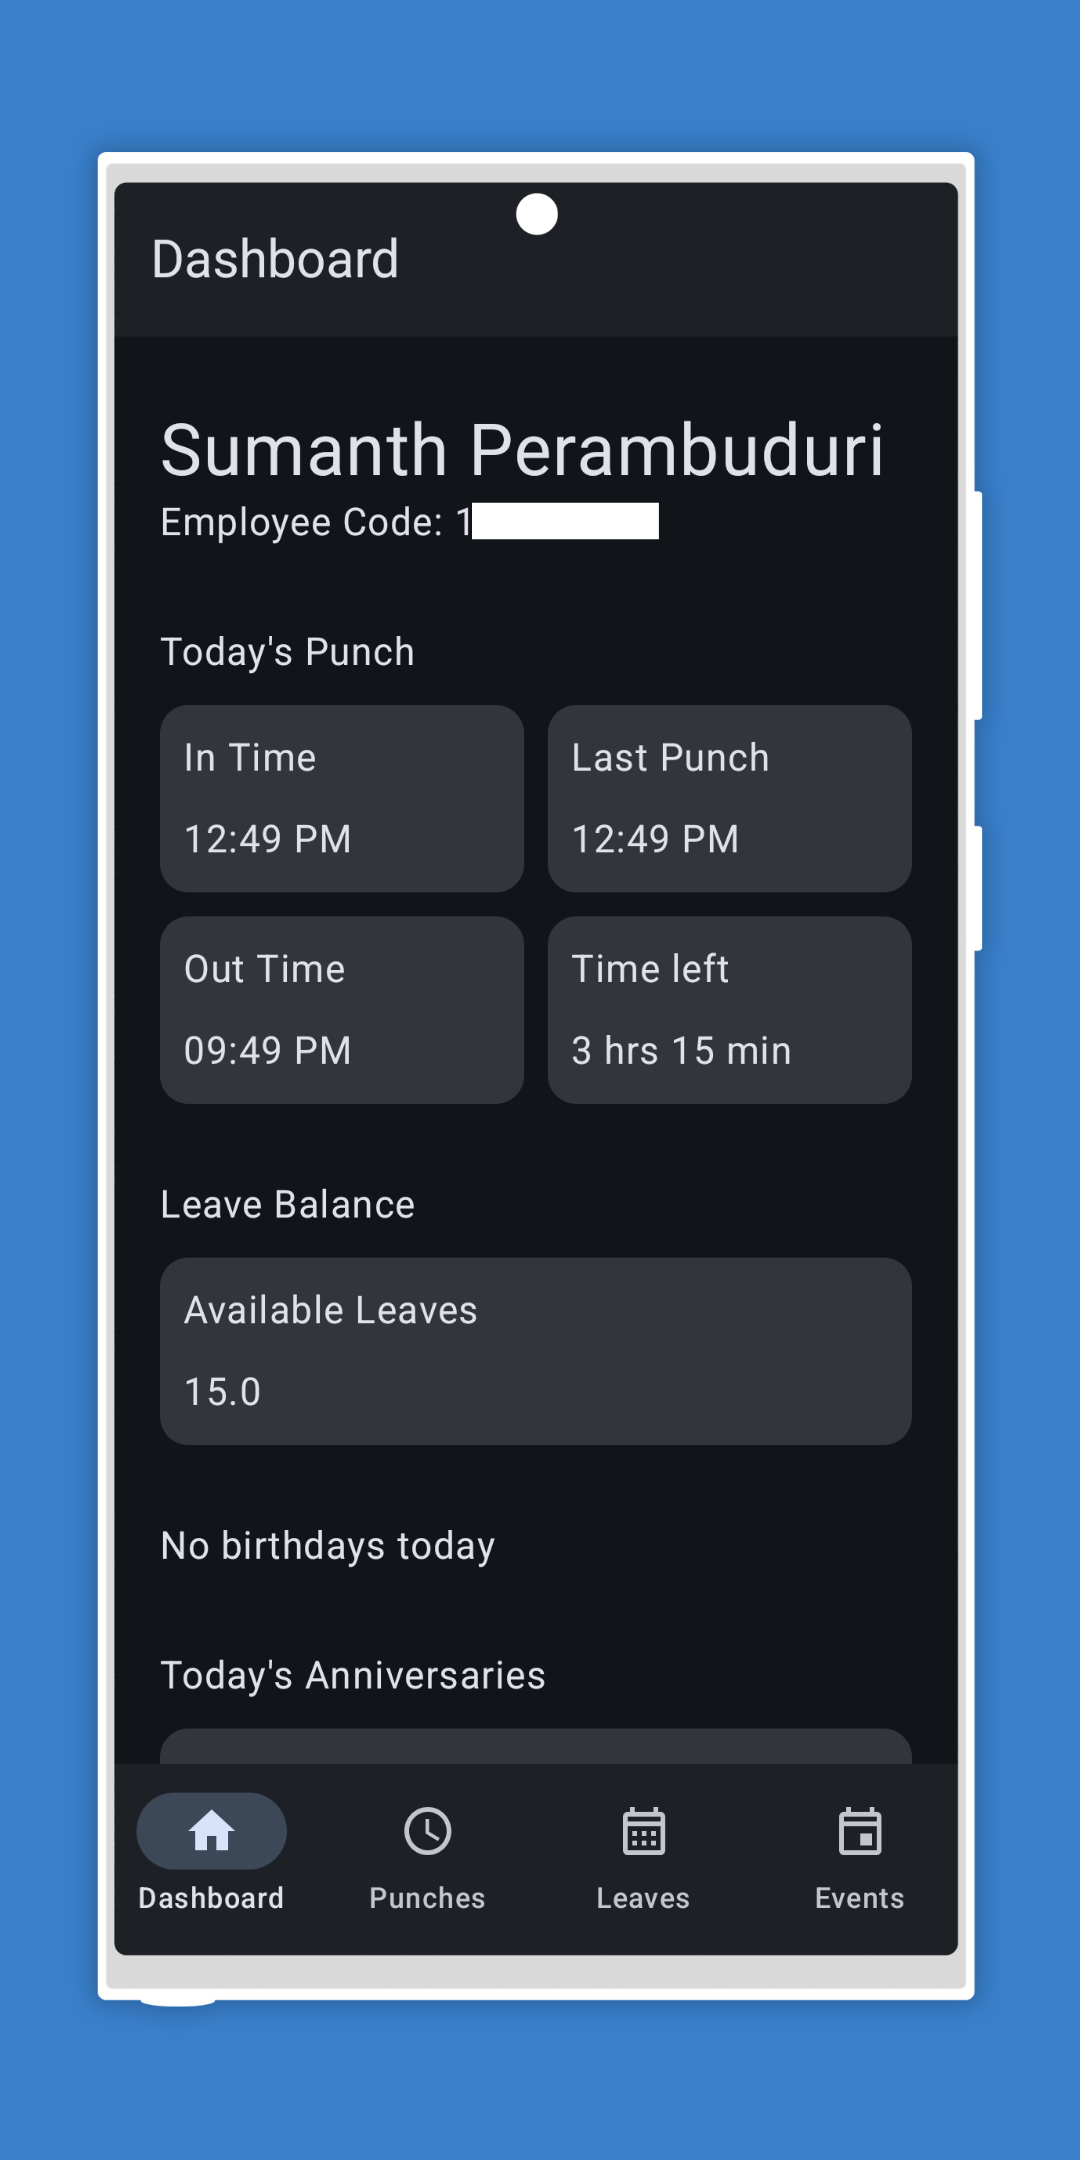 Dashboard
Sumanth Perambuduri
Employee Code: 1
Today's Punch
In Time
12:49 PM
Last Punch
12:49 PM
Out Time
09:49 PM
Time left
3 hrs 15 min
Leave Balance
Available Leaves
15.0
No birthdays today
Today's Anniversaries
Dashboard
Punches
Leaves
Events